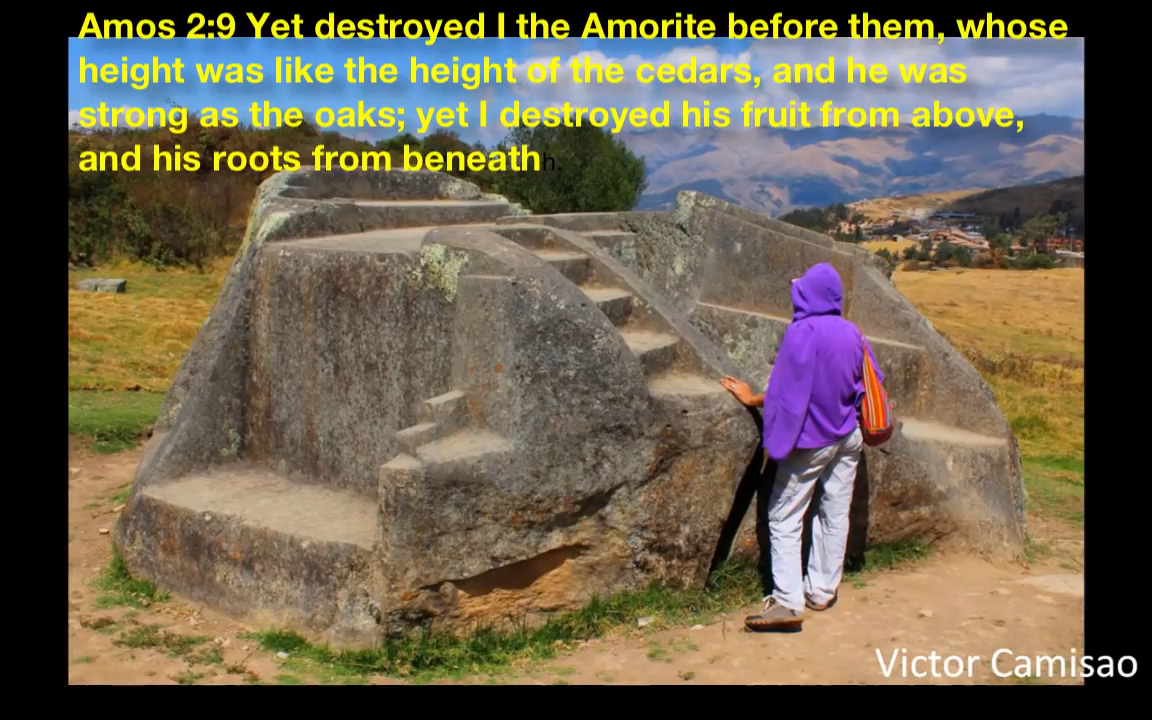 Amos 2:9 Yet destroyed I the Amorite before them, whose
height was like the height of the cedars, and he was
strong as the oaks; yet I destroyed his fruit from above,
and his roots from beneath.
Victor Camisao